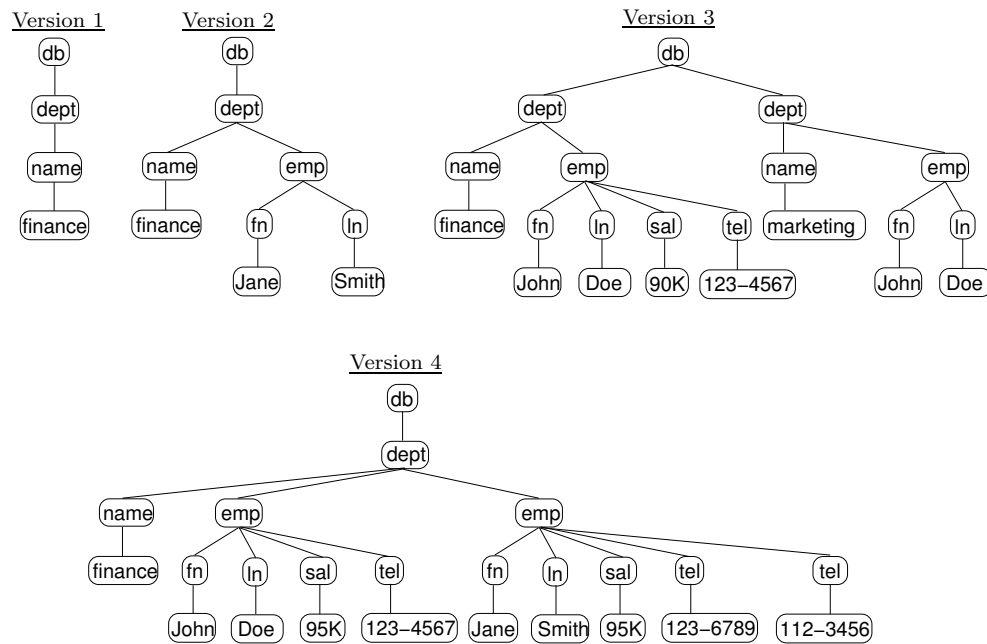 Version 1 Version 2 Version 3
db db db
dept dept dept dept
name name emp name emp name emp
finance finance fn ln finance fn ln sal tel marketing fn ln
Jane Smith John Doe 90K 123–4567 John Doe
Version 4
db
dept
name emp emp
finance fn ln sal tel fn ln sal tel tel
John Doe 95K 123–4567 Jane Smith 95K 123–6789 112–3456